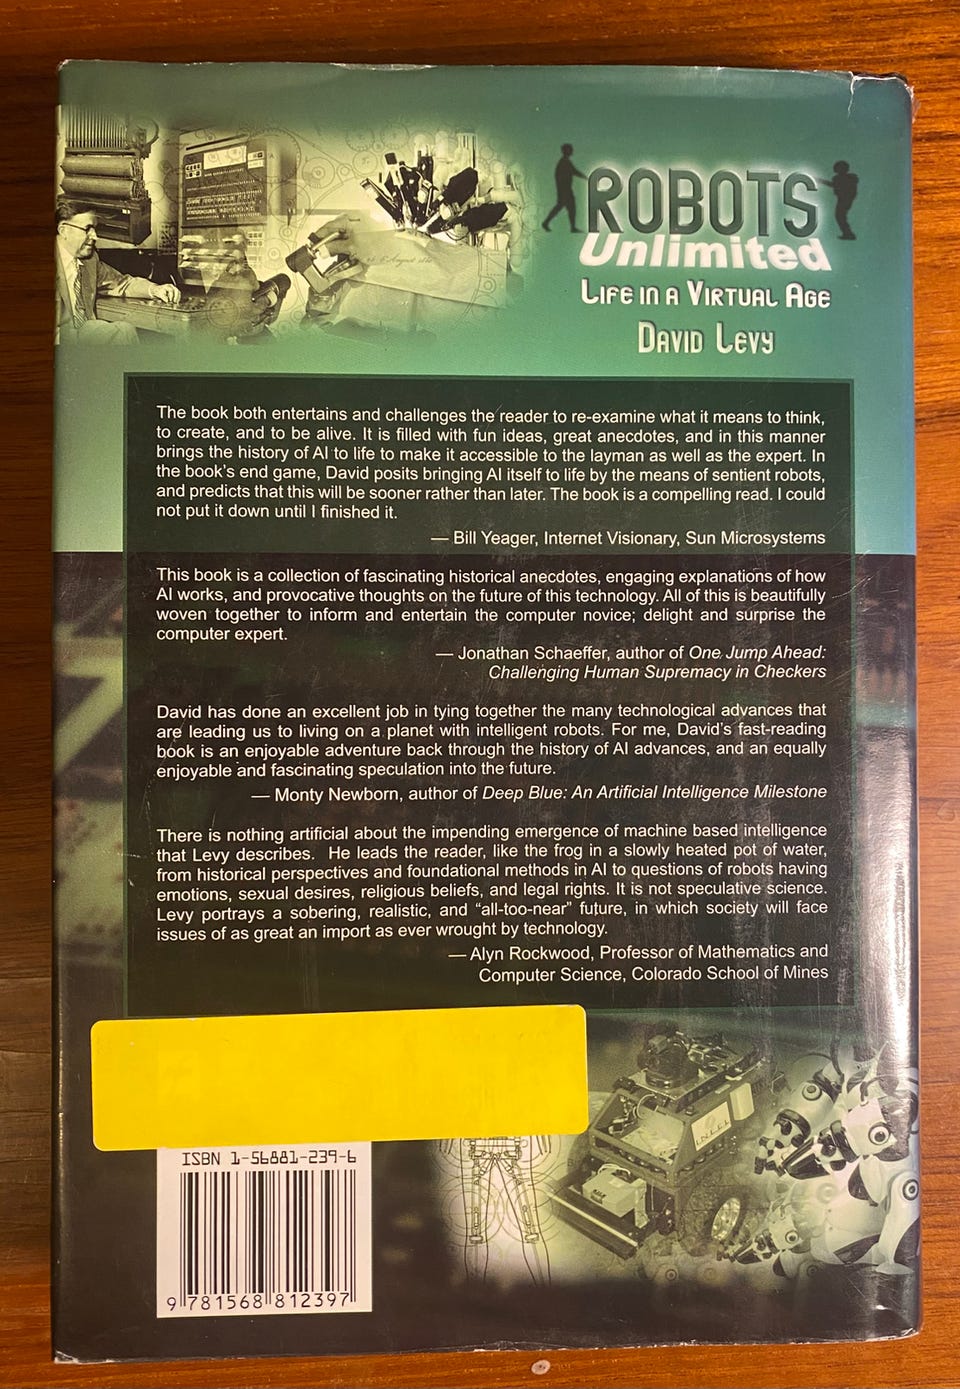 ROBOTS
Unlimited
LIFE IN A VIRTUAL AGE
DAVID LEVY
The book both entertains and challenges the reader to re-examine what it means to think,
to create, and to be alive. It is filled with fun ideas, great anecdotes, and in this manner
brings the history of AI to life to make it accessible to the layman as well as the expert. In
the book's end game, David posits bringing AI itself to life by the means of sentient robots,
and predicts that this will be sooner rather than later. The book is a compelling read. I could
not put it down until I finished it.
— Bill Yeager, Internet Visionary, Sun Microsystems
This book is a collection of fascinating historical anecdotes, engaging explanations of how
AI works, and provocative thoughts on the future of this technology. All of this is beautifully
woven together to inform and entertain the computer novice; delight and surprise the
computer expert.
— Jonathan Schaeffer, author of One Jump Ahead:
Challenging Human Supremacy in Checkers
David has done an excellent job in tying together the many technological advances that
are leading us to living on a planet with intelligent robots. For me, David's fast-reading
book is an enjoyable adventure back through the history of AI advances, and an equally
enjoyable and fascinating speculation into the future.
— Monty Newborn, author of Deep Blue: An Artificial Intelligence Milestone
There is nothing artificial about the impending emergence of machine based intelligence
that Levy describes. He leads the reader, like the frog in a slowly heated pot of water,
from historical perspectives and foundational methods in AI to questions of robots having
emotions, sexual desires, religious beliefs, and legal rights. It is not speculative science.
Levy portrays a sobering, realistic, and "all-too-near" future, in which society will face
issues of as great an import as ever wrought by technology.
— Alyn Rockwood, Professor of Mathematics and
Computer Science, Colorado School of Mines
ISBN 1-56881-239-6
9 781568 812397